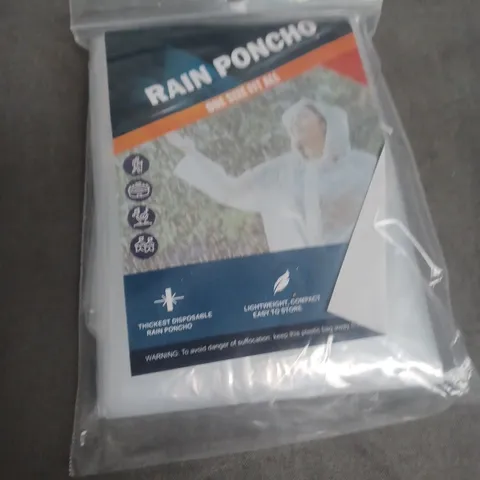 RAIN PONCHO
ONE SIZE FIT ALL
THICKEST DISPOSABLE
RAIN PONCHO
LIGHTWEIGHT, COMPACT
EASY TO STORE
WARNING: To avoid danger of suffocation, keep this plastic bag away